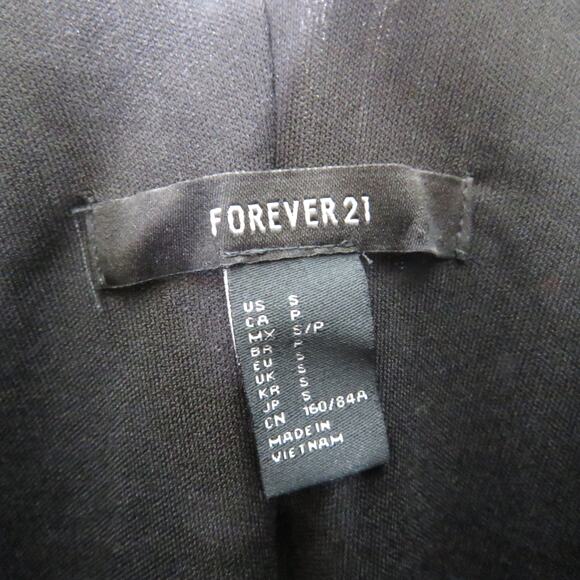 FOREVER 21
US S
CA P
MX S/P
BR P
EU S
UK S
KR S
JP S
CN 160/84A
MADE IN
VIETNAM